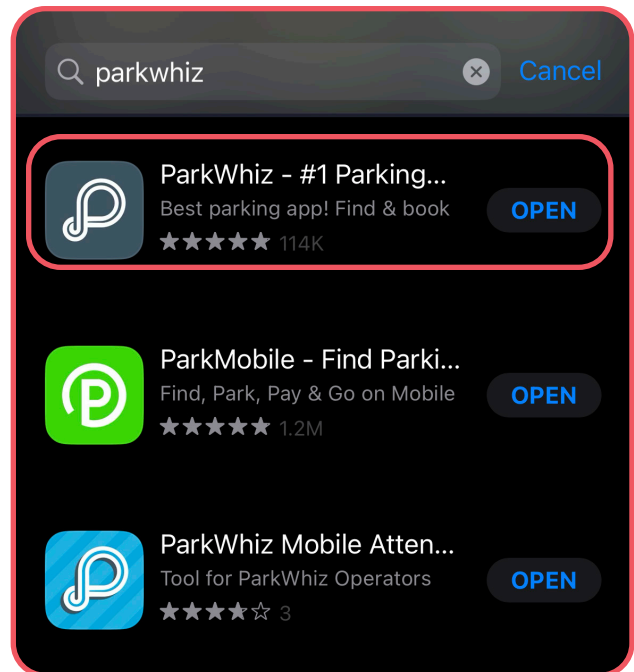 parkwhiz
Cancel
ParkWhiz - #1 Parking...
Best parking app! Find & book
OPEN
114K
ParkMobile - Find Parki...
Find, Park, Pay & Go on Mobile
OPEN
1.2M
ParkWhiz Mobile Atten...
Tool for ParkWhiz Operators
OPEN
3